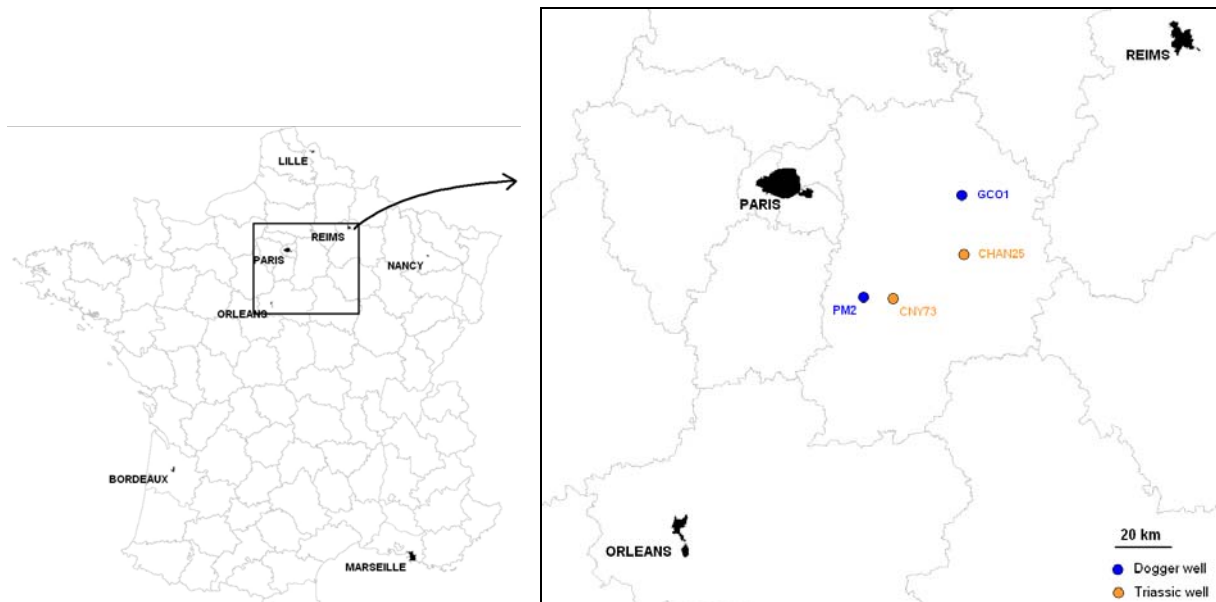 LILLE
REIMS
PARIS
NANCY
ORLEANS
BORDEAUX
MARSEILLE
REIMS
PARIS
GCO1
CHAN25
PM2
CNY73
ORLEANS
20 km
Dogger well
Triassic well